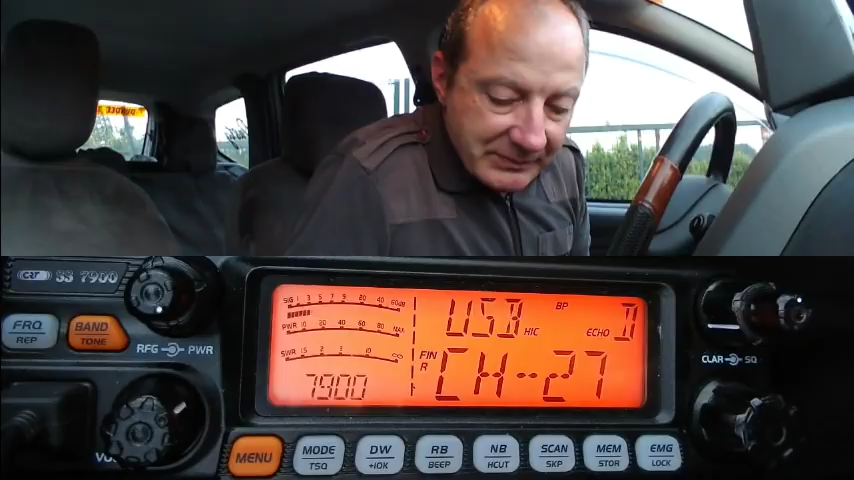 CRT SS 7900
FRQ
REP
BAND
TONE
RFG PWR
SIG 1 3 5 7 9 20 40 60dB
PWR 10 20 40 60 80
SWR 1.5 2 3 10 ∞
7900
USB
HIC
BP
ECHO
B
FIN
R
CH-27
CLAR SQ
MENU
MODE
TSQ
DW
+10K
RB
BEEP
NB
HCUT
SCAN
SKP
MEM
STOR
EMG
LOCK